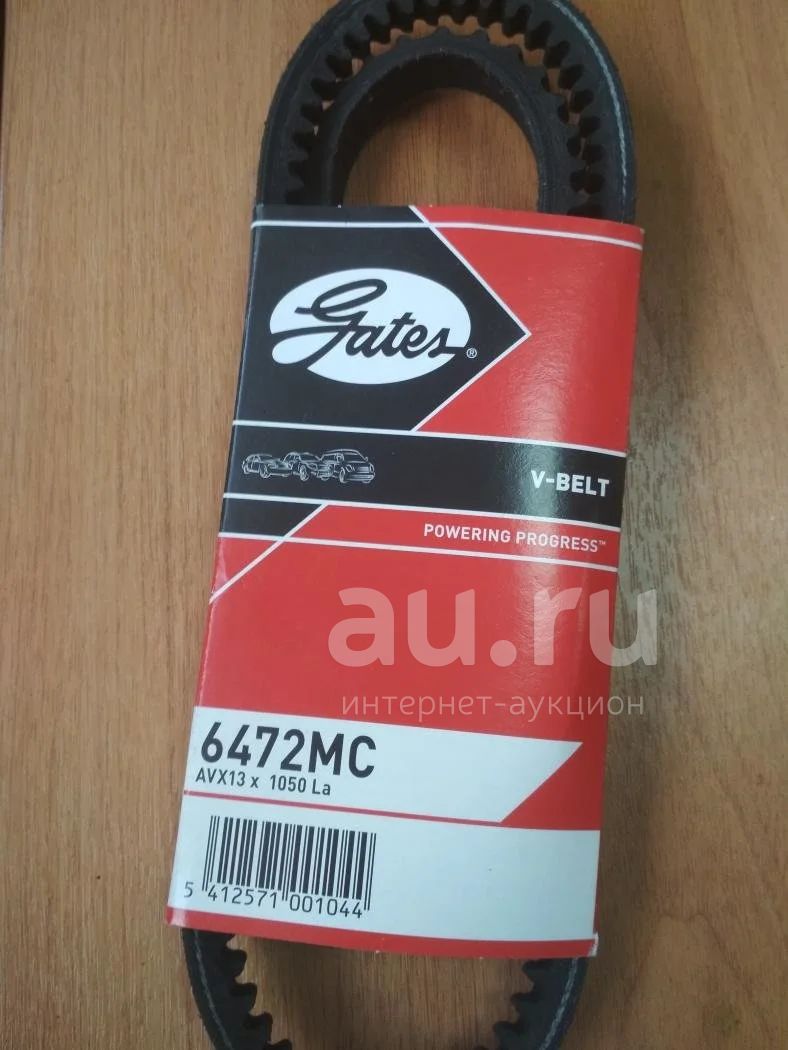 Gates®
V-BELT
POWERING PROGRESS™
au.ru
интернет-аукцион
6472MC
AVX13 x 1050 La
5 412571 001044